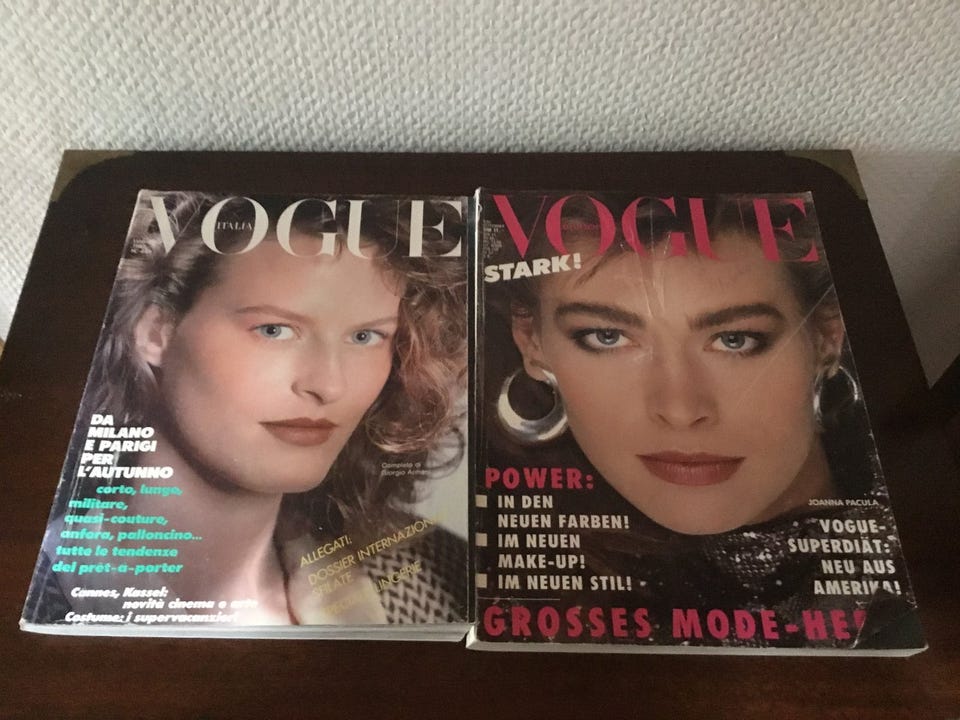 VOGUE
ITALIA
DA
MILANO
E PARIGI
PER
L'AUTUNNO
corto, lungo,
militare,
quasi-couture,
anfora, palloncino...
tutte le tendenze
del prêt-a-porter
Completo di
Giorgio Armani
ALLEGATI:
DOSSIER INTERNAZIONALE
SFILATE
LINGERIE
Cannes, Kassel:
novità cinema e arte
Costume: i supervacanzieri
VOGUE
STARK!
POWER:
IN DEN
NEUEN FARBEN!
IM NEUEN
MAKE-UP!
IM NEUEN STIL!
JOANNA PACULA
VOGUE-
SUPERDIÄT:
NEU AUS
AMERIKA!
GROSSES MODE-HEFT